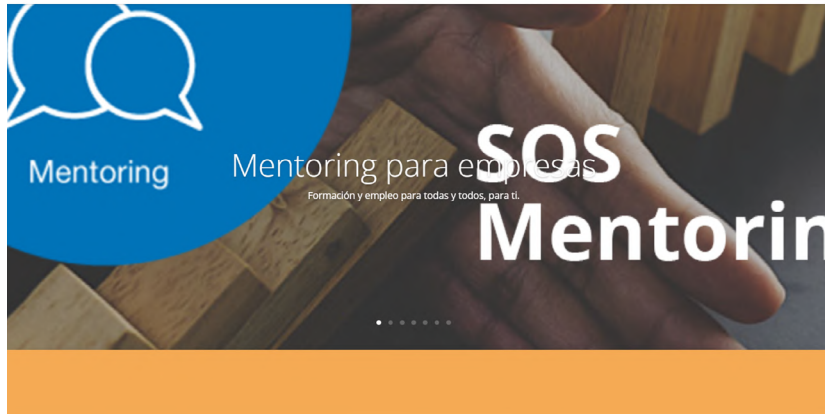 Mentoring
Mentoring para empresas
Formación y empleo para todas y todos, para ti.
SOS
Mentorin